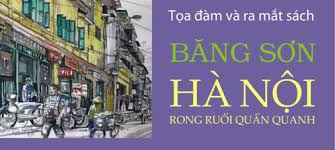 Tọa đàm và ra mắt sách
BĂNG SƠN
HÀ NỘI
RONG RUỔI QUẨN QUANH